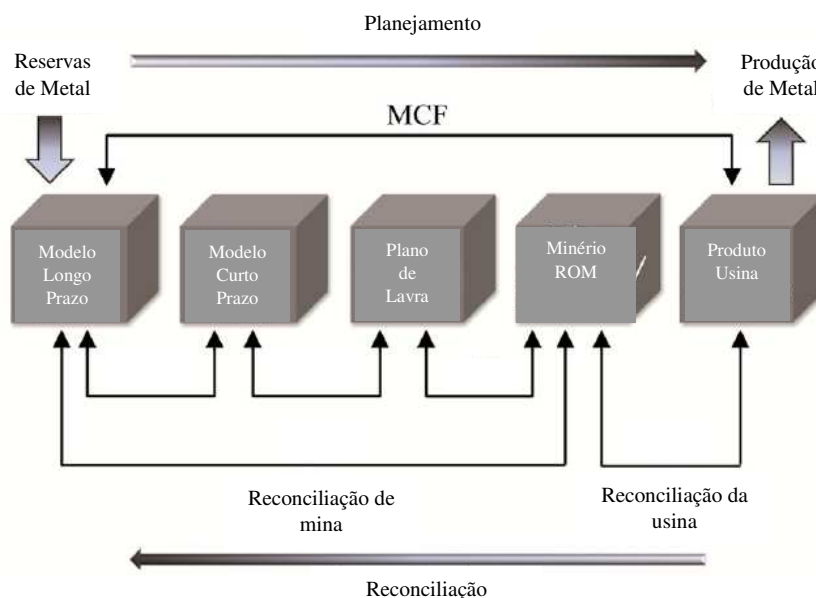 Planejamento
Reservas
de Metal
Produção
de Metal
MCF
Modelo
Longo
Prazo
Modelo
Curto
Prazo
Plano
de
Lavra
Minério
ROM
Produto
Usina
Reconciliação de
mina
Reconciliação da
usina
Reconciliação